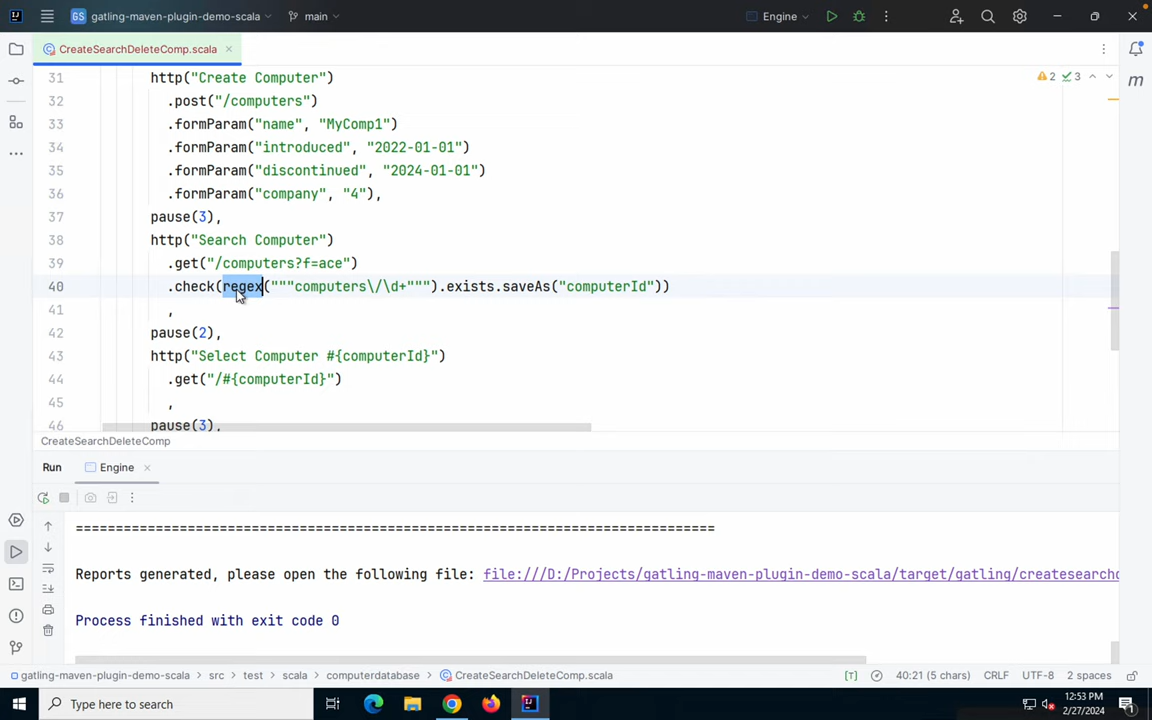 GS gatling-maven-plugin-demo-scala main Engine
CreateSearchDeleteComp.scala
31 http("Create Computer")
2 3
32 .post("/computers")
33 .formParam("name", "MyComp1")
34 .formParam("introduced", "2022-01-01")
35 .formParam("discontinued", "2024-01-01")
36 .formParam("company", "4"),
37 pause(3),
38 http("Search Computer")
39 .get("/computers?f=ace")
40 .check(regex("""computers\/\d+""").exists.saveAs("computerId"))
41 ,
42 pause(2),
43 http("Select Computer #{computerId}")
44 .get("/#{computerId}")
45 ,
46 pause(3),
CreateSearchDeleteComp
Run Engine
========================================================================
Reports generated, please open the following file: file:///D:/Projects/gatling-maven-plugin-demo-scala/target/gatling/createsearchd
Process finished with exit code 0
gatling-maven-plugin-demo-scala src test scala computerdatabase CreateSearchDeleteComp.scala [T] 40:21 (5 chars) CRLF UTF-8 2 spaces
Type here to search
12:53 PM
2/27/2024
1